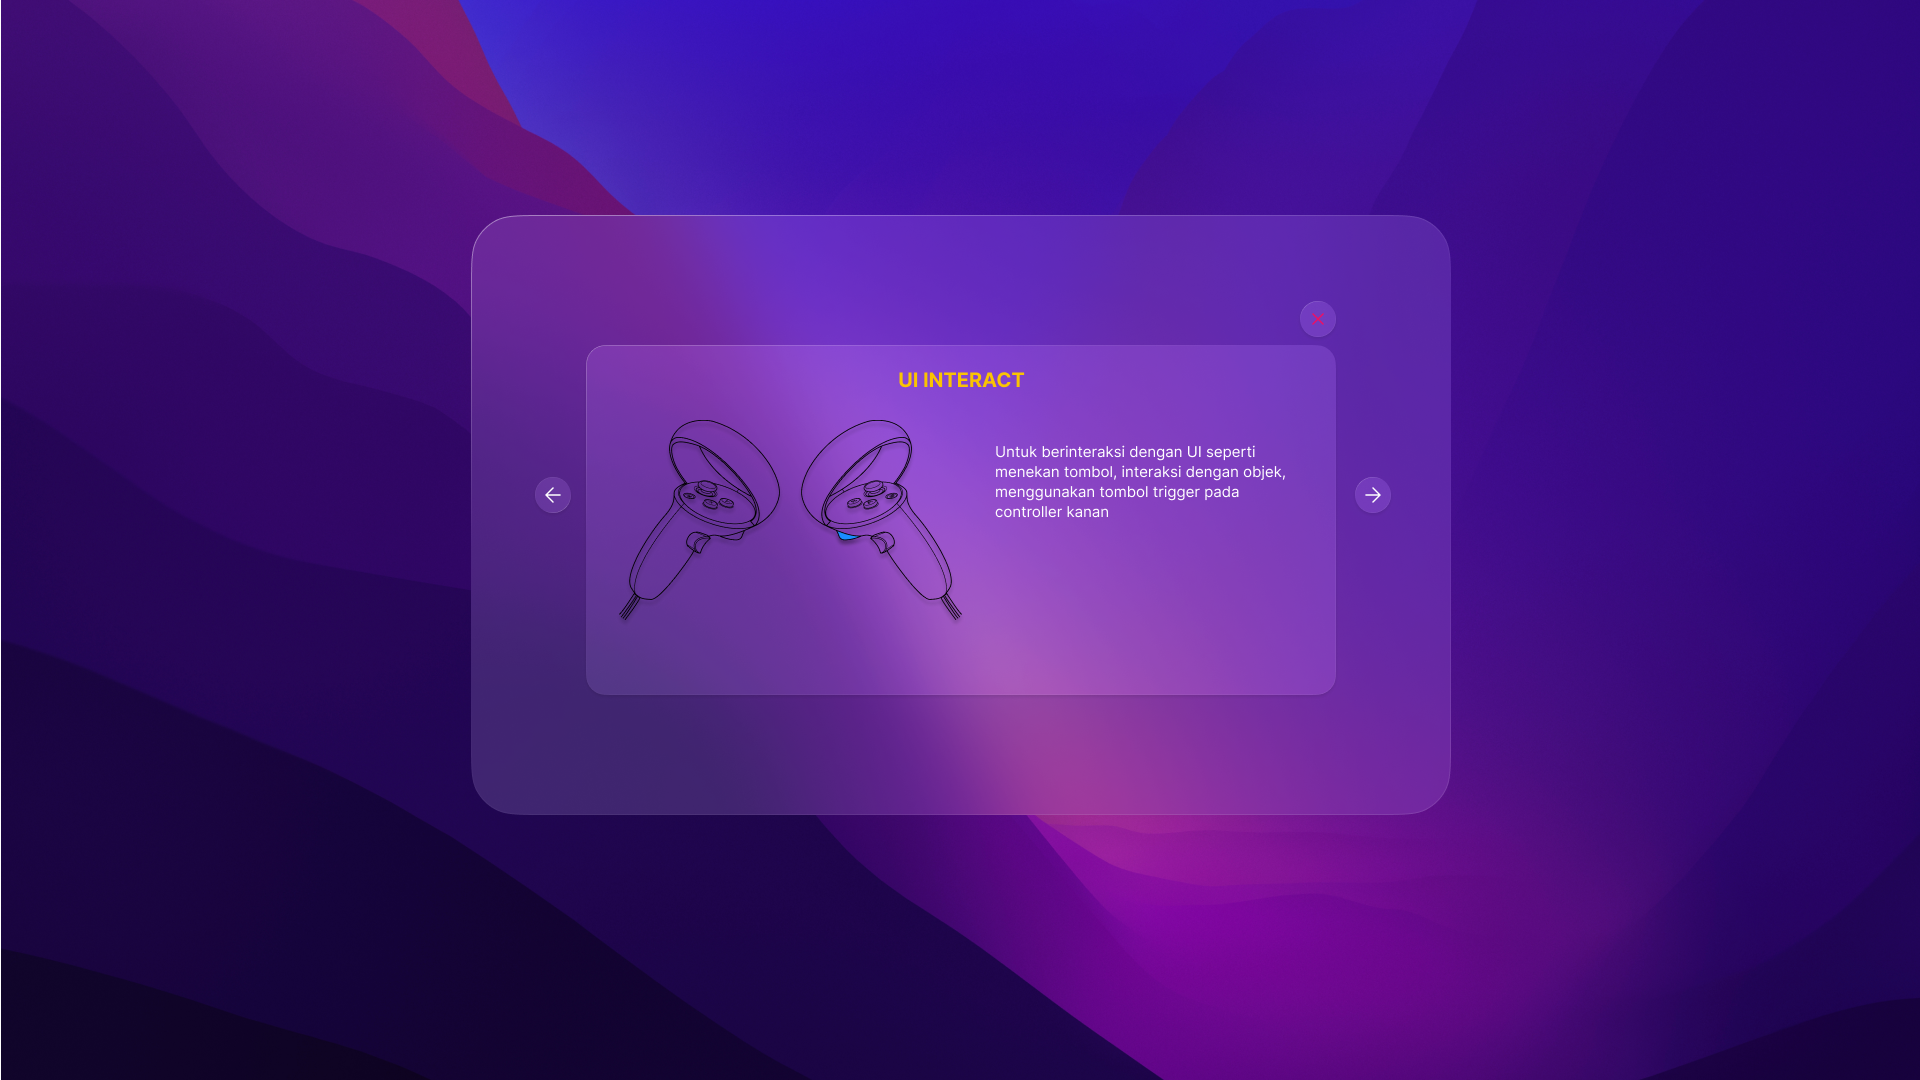 UI INTERACT
Untuk berinteraksi dengan UI seperti
menekan tombol, interaksi dengan objek,
menggunakan tombol trigger pada
controller kanan